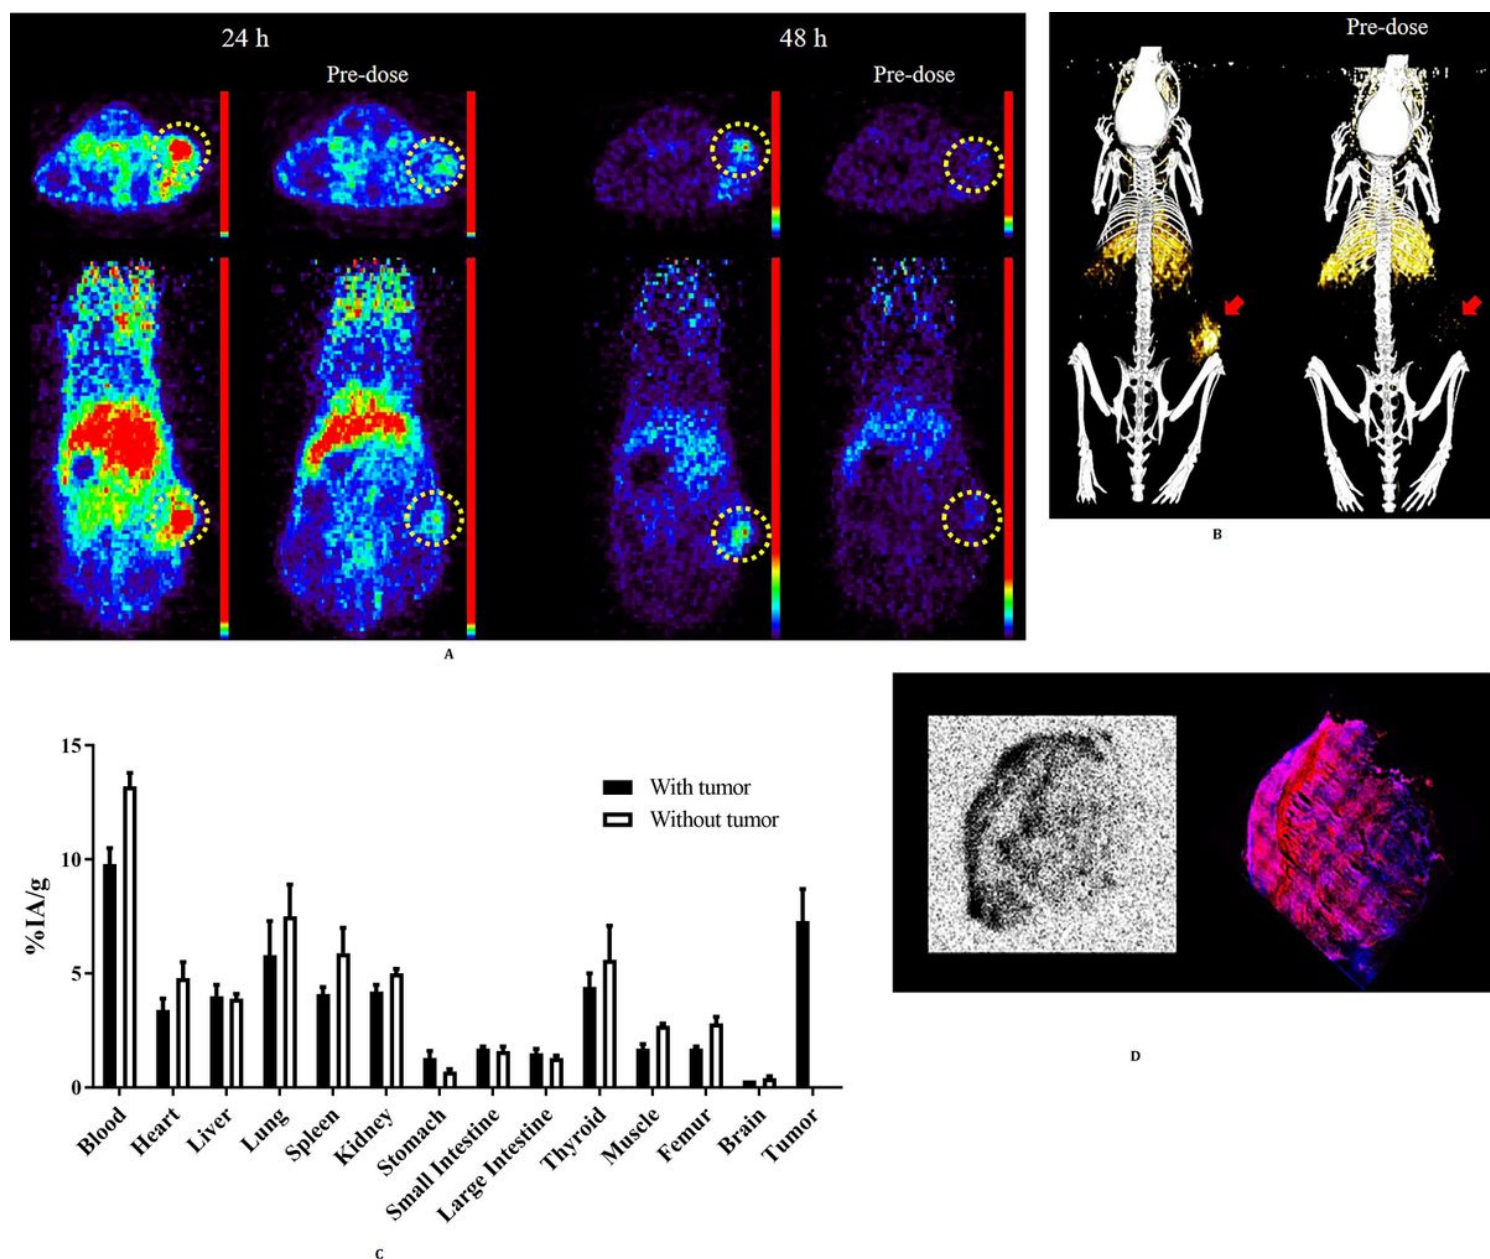 24 h
48 h
Pre-dose
Pre-dose
A
Pre-dose
B
15
10
5
0
%IA/g
With tumor
Without tumor
Blood
Heart
Liver
Lung
Spleen
Kidney
Stomach
Small Intestine
Large Intestine
Thyroid
Muscle
Femur
Brain
Tumor
C
D